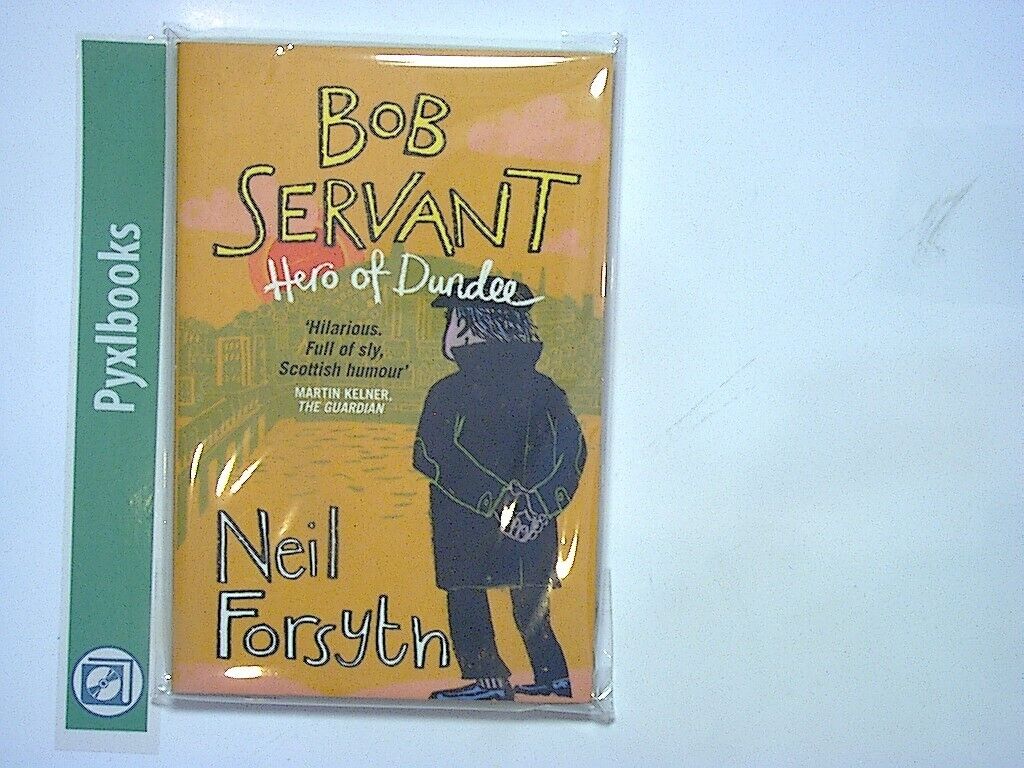 Pyxlbooks
BOB
SERVANT
Hero of Dundee
'Hilarious.
Full of sly,
Scottish humour'
MARTIN KELNER,
THE GUARDIAN
Neil
Forsyth